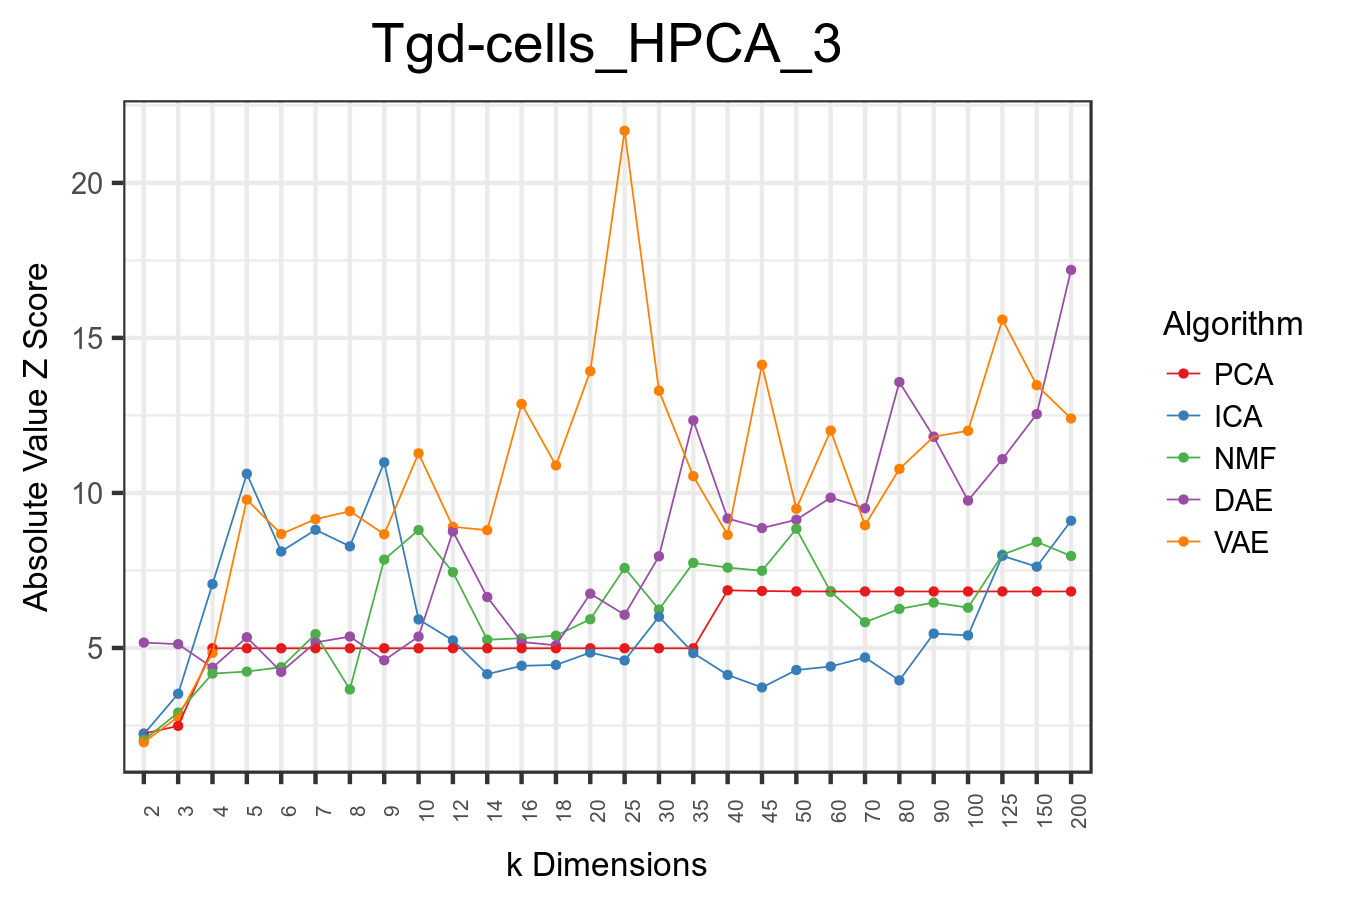 Tgd-cells_HPCA_3
Absolute Value Z Score
20
15
10
5
2 3 4 5 6 7 8 9 10 12 14 16 18 20 25 30 35 40 45 50 60 70 80 90 100 125 150 200
k Dimensions
Algorithm
PCA
ICA
NMF
DAE
VAE